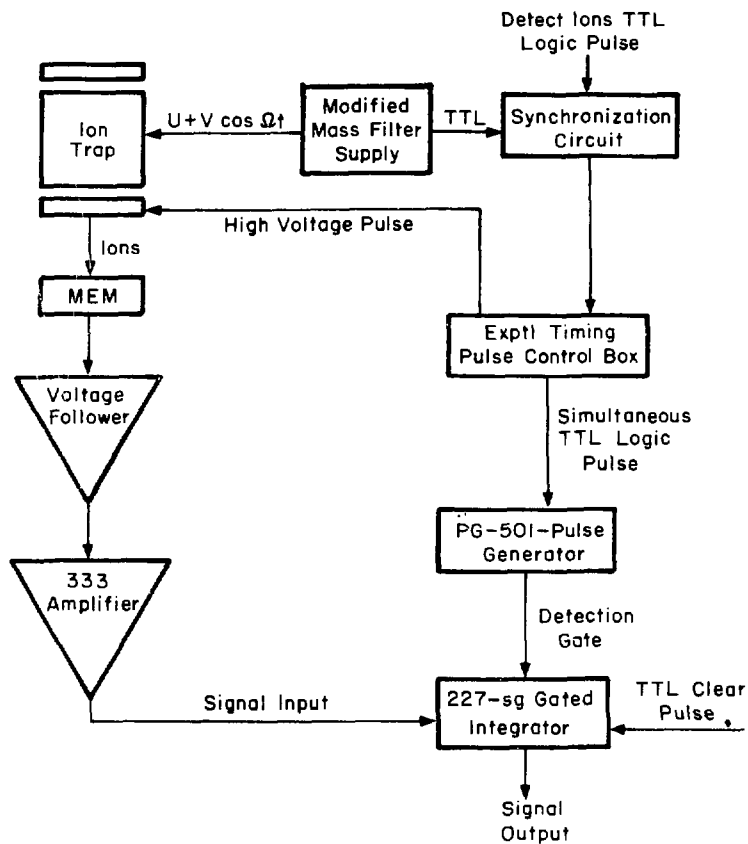 Detect Ions TTL
Logic Pulse
Ion
Trap
U+V cos Ωt
Modified
Mass Filter
Supply
TTL
Synchronization
Circuit
High Voltage Pulse
Ions
MEM
Exptl Timing
Pulse Control Box
Voltage
Follower
Simultaneous
TTL Logic
Pulse
PG-501-Pulse
Generator
333
Amplifier
Detection
Gate
Signal Input
227-sg Gated
Integrator
TTL Clear
Pulse
Signal
Output